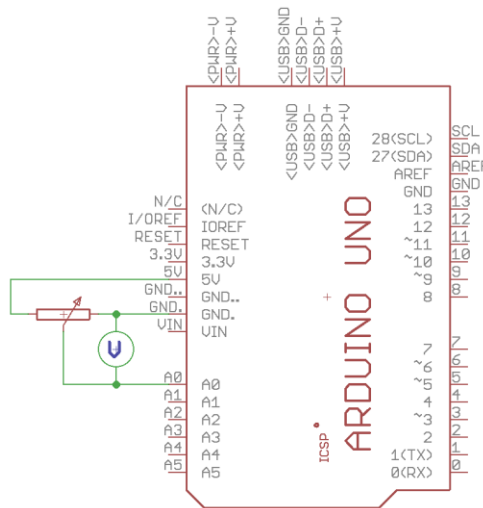 <PWR>-V
<PWR>+V
<USB>GND
<USB>D-
<USB>D+
<USB>+V
<PWR>-V
<PWR>+V
<USB>GND
<USB>D-
<USB>D+
<USB>+V
N/C
I/OREF
RESET
3.3V
5V
GND..
GND.
VIN
A0
A1
A2
A3
A4
A5
(N/C)
IOREF
RESET
3.3V
5V
GND..
GND.
VIN
A0
A1
A2
A3
A4
A5
V
ICSP
ARDUINO UNO
28(SCL)
27(SDA)
AREF
GND
13
12
~11
~10
~9
8
7
~6
~5
4
~3
2
1(TX)
0(RX)
SCL
SDA
AREF
GND
13
12
11
10
9
8
7
6
5
4
3
2
1
0